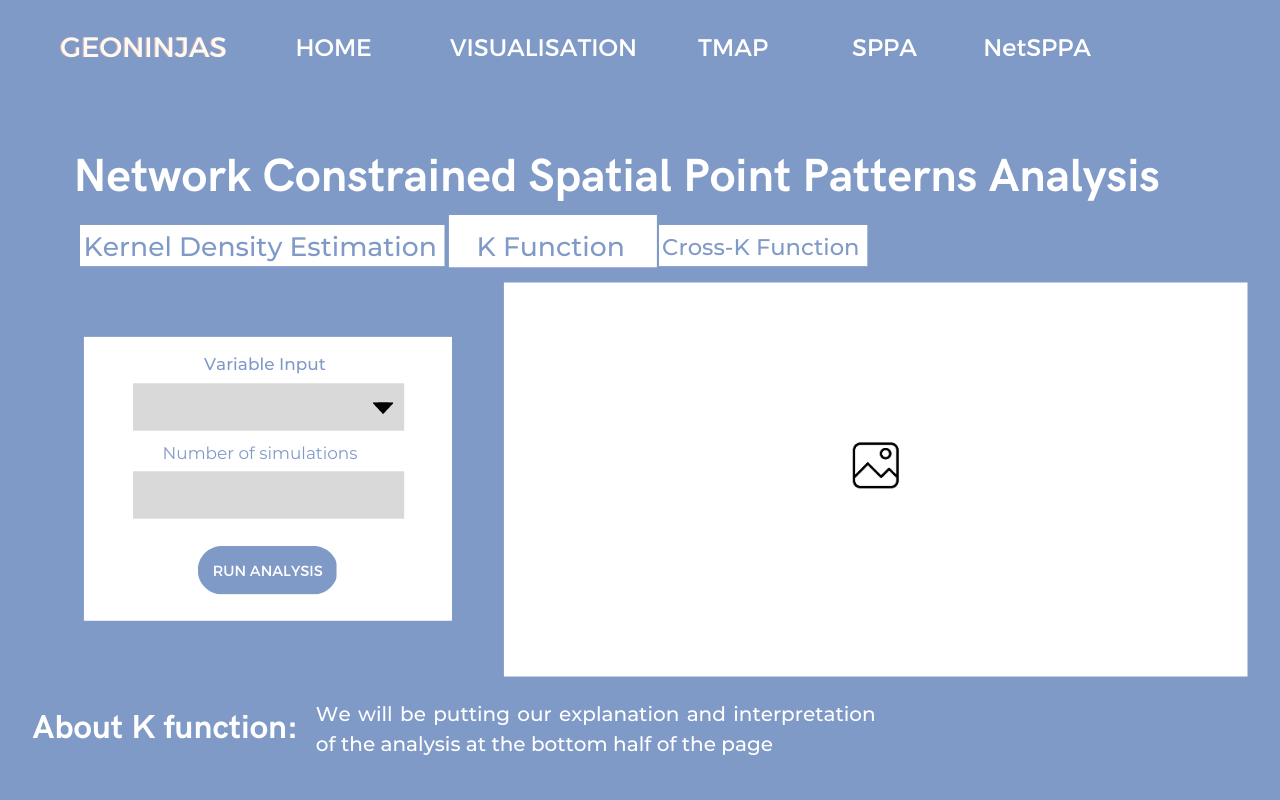 GEONINJAS HOME VISUALISATION TMAP SPPA NetSPPA
Network Constrained Spatial Point Patterns Analysis
Kernel Density Estimation K Function Cross-K Function
Variable Input
Number of simulations
RUN ANALYSIS
About K function:
We will be putting our explanation and interpretation
of the analysis at the bottom half of the page